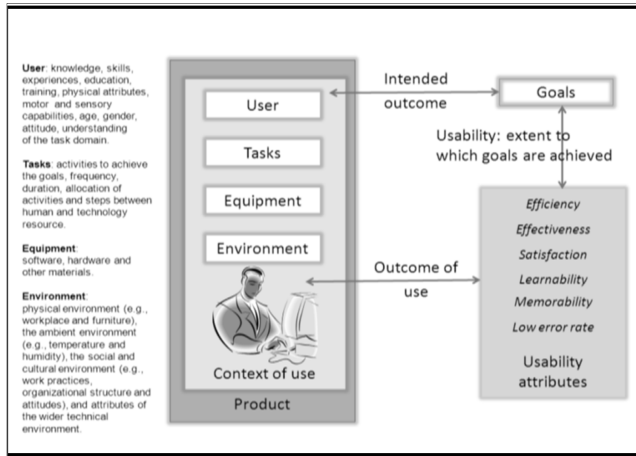 User: knowledge, skills,
experiences, education,
training, physical attributes,
motor and sensory
capabilities, age, gender,
attitude, understanding
of the task domain.
Tasks: activities to achieve
the goals, frequency,
duration, allocation of
activities and steps between
human and technology
resource.
Equipment:
software, hardware and
other materials.
Environment:
physical environment (e.g.,
workplace and furniture),
the ambient environment
(e.g., temperature and
humidity), the social and
cultural environment (e.g.,
work practices,
organizational structure and
attitudes), and attributes of
the wider technical
environment.
User
Tasks
Equipment
Environment
Context of use
Product
Intended
outcome
Goals
Usability: extent to
which goals are achieved
Outcome of
use
Efficiency
Effectiveness
Satisfaction
Learnability
Memorability
Low error rate
Usability
attributes